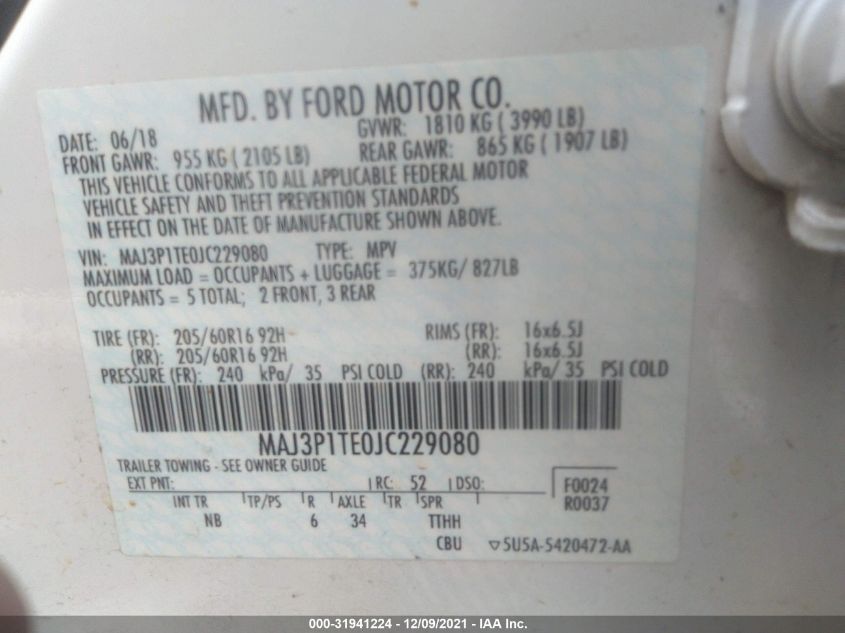 MFD. BY FORD MOTOR CO.
DATE: 06/18 GVWR: 1810 KG ( 3990 LB)
FRONT GAWR: 955 KG ( 2105 LB) REAR GAWR: 865 KG ( 1907 LB)
THIS VEHICLE CONFORMS TO ALL APPLICABLE FEDERAL MOTOR
VEHICLE SAFETY AND THEFT PREVENTION STANDARDS
IN EFFECT ON THE DATE OF MANUFACTURE SHOWN ABOVE.
VIN: MAJ3P1TE0JC229080 TYPE: MPV
MAXIMUM LOAD = OCCUPANTS + LUGGAGE = 375KG/ 827LB
OCCUPANTS = 5 TOTAL; 2 FRONT, 3 REAR
TIRE (FR): 205/60R16 92H RIMS (FR): 16x6.5J
(RR): 205/60R16 92H (RR): 16x6.5J
PRESSURE (FR): 240 kPa/ 35 PSI COLD (RR): 240 kPa/ 35 PSI COLD
MAJ3P1TE0JC229080
TRAILER TOWING - SEE OWNER GUIDE
EXT PNT: RC: 52 DSO: F0024
R0037
INT TR TP/PS R AXLE TR SPR
NB 6 34 TTHH
CBU ▽5U5A-5420472-AA
000-31941224 - 12/09/2021 - IAA Inc.